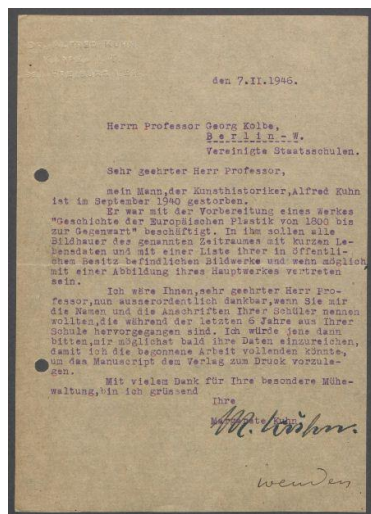 den 7.II.1946.
Herrn Professor Georg Kolbe,
Berlin - W.
Vereinigte Staatsschulen.
Sehr geehrter Herr Professor,
mein Mann,der Kunsthistoriker,Alfred Kuhn
ist im September 1940 gestorben.
Er war mit der Vorbereitung eines Werkes
"Geschichte der Europäischen Plastik von 1800 bis
zur Gegenwart" beschäftigt. In ihm sollen alle
Bildhauer des genannten Zeitraumes mit kurzen Le-
bensdaten und mit einer Liste ihrer in öffentli-
chem Besitz befindlichen Bildwerke und wenn möglich
mit einer Abbildung ihres Hauptwerkes vertreten
sein.
Ich wäre Ihnen,sehr geehrter Herr Pro-
fessor,nun ausserordentlich dankbar,wenn Sie mir
die Namen und die Anschriften Ihrer Schüler nennen
wollten,die während der letzten 6 Jahre aus Ihrer
Schule hervorgegangen sind. Ich würde jene dann
bitten,mir möglichst bald ihre Daten einzureichen,
damit ich die begonnene Arbeit vollenden könnte,
um das Manuscript dem Verlag zum Druck vorzule-
gen.
Mit vielem Dank für Ihre besondere Mühe-
waltung,bin ich grüssend
Ihre
Margarete Kuhn
M. Kuhn.
wenden